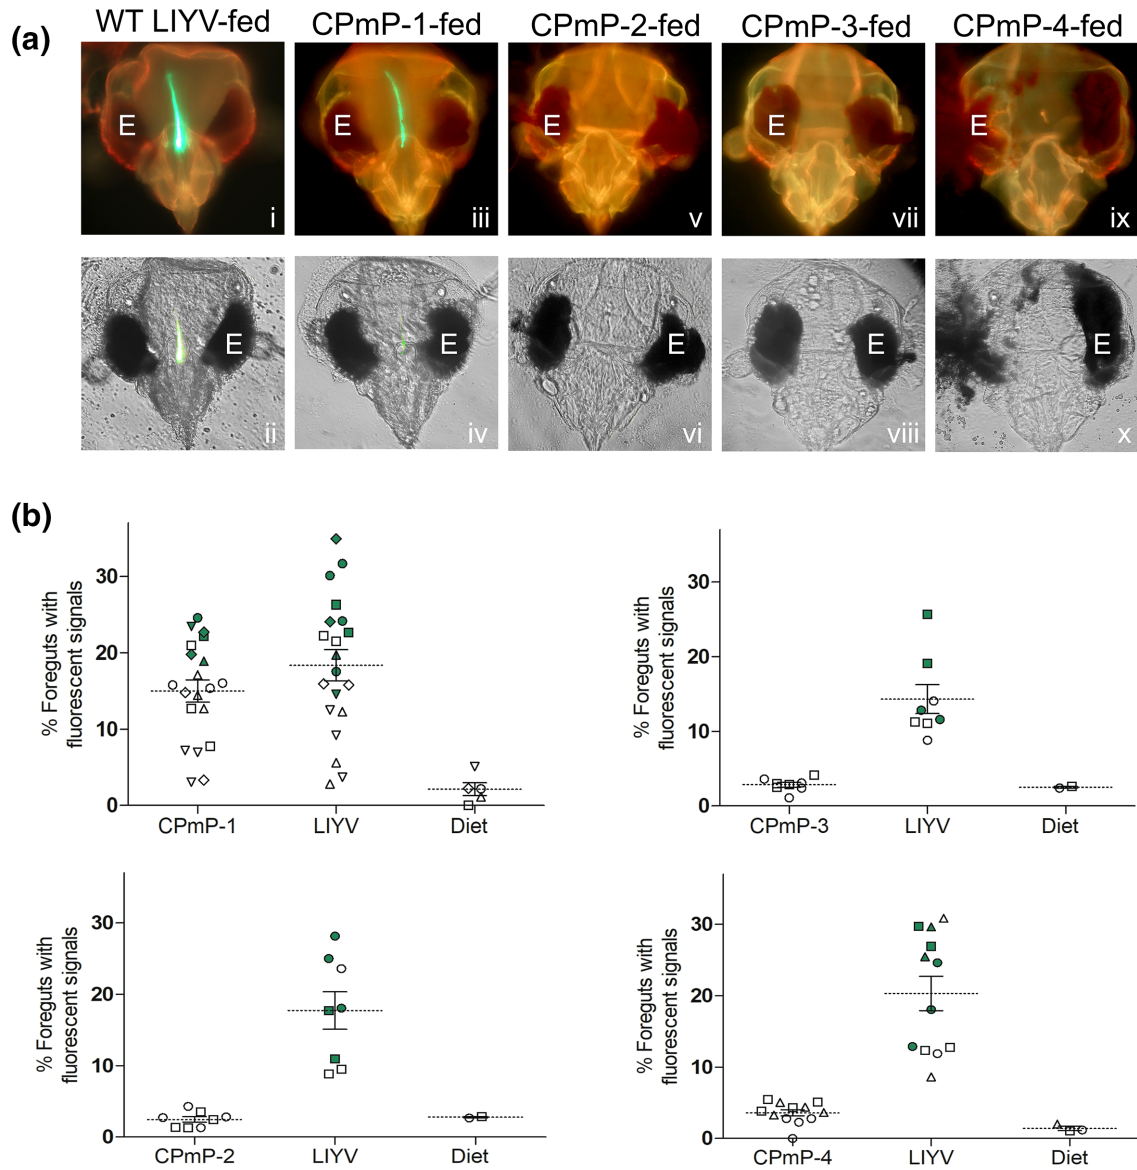 (a)
WT LIYV-fed CPmP-1-fed CPmP-2-fed CPmP-3-fed CPmP-4-fed
E E E E E
i iii v vii ix
E E E E E
ii iv vi viii x
(b)
% Foreguts with
fluorescent signals
30
20
10
0
CPmP-1 LIYV Diet
% Foreguts with
fluorescent signals
30
20
10
0
CPmP-3 LIYV Diet
% Foreguts with
fluorescent signals
30
20
10
0
CPmP-2 LIYV Diet
% Foreguts with
fluorescent signals
30
20
10
0
CPmP-4 LIYV Diet